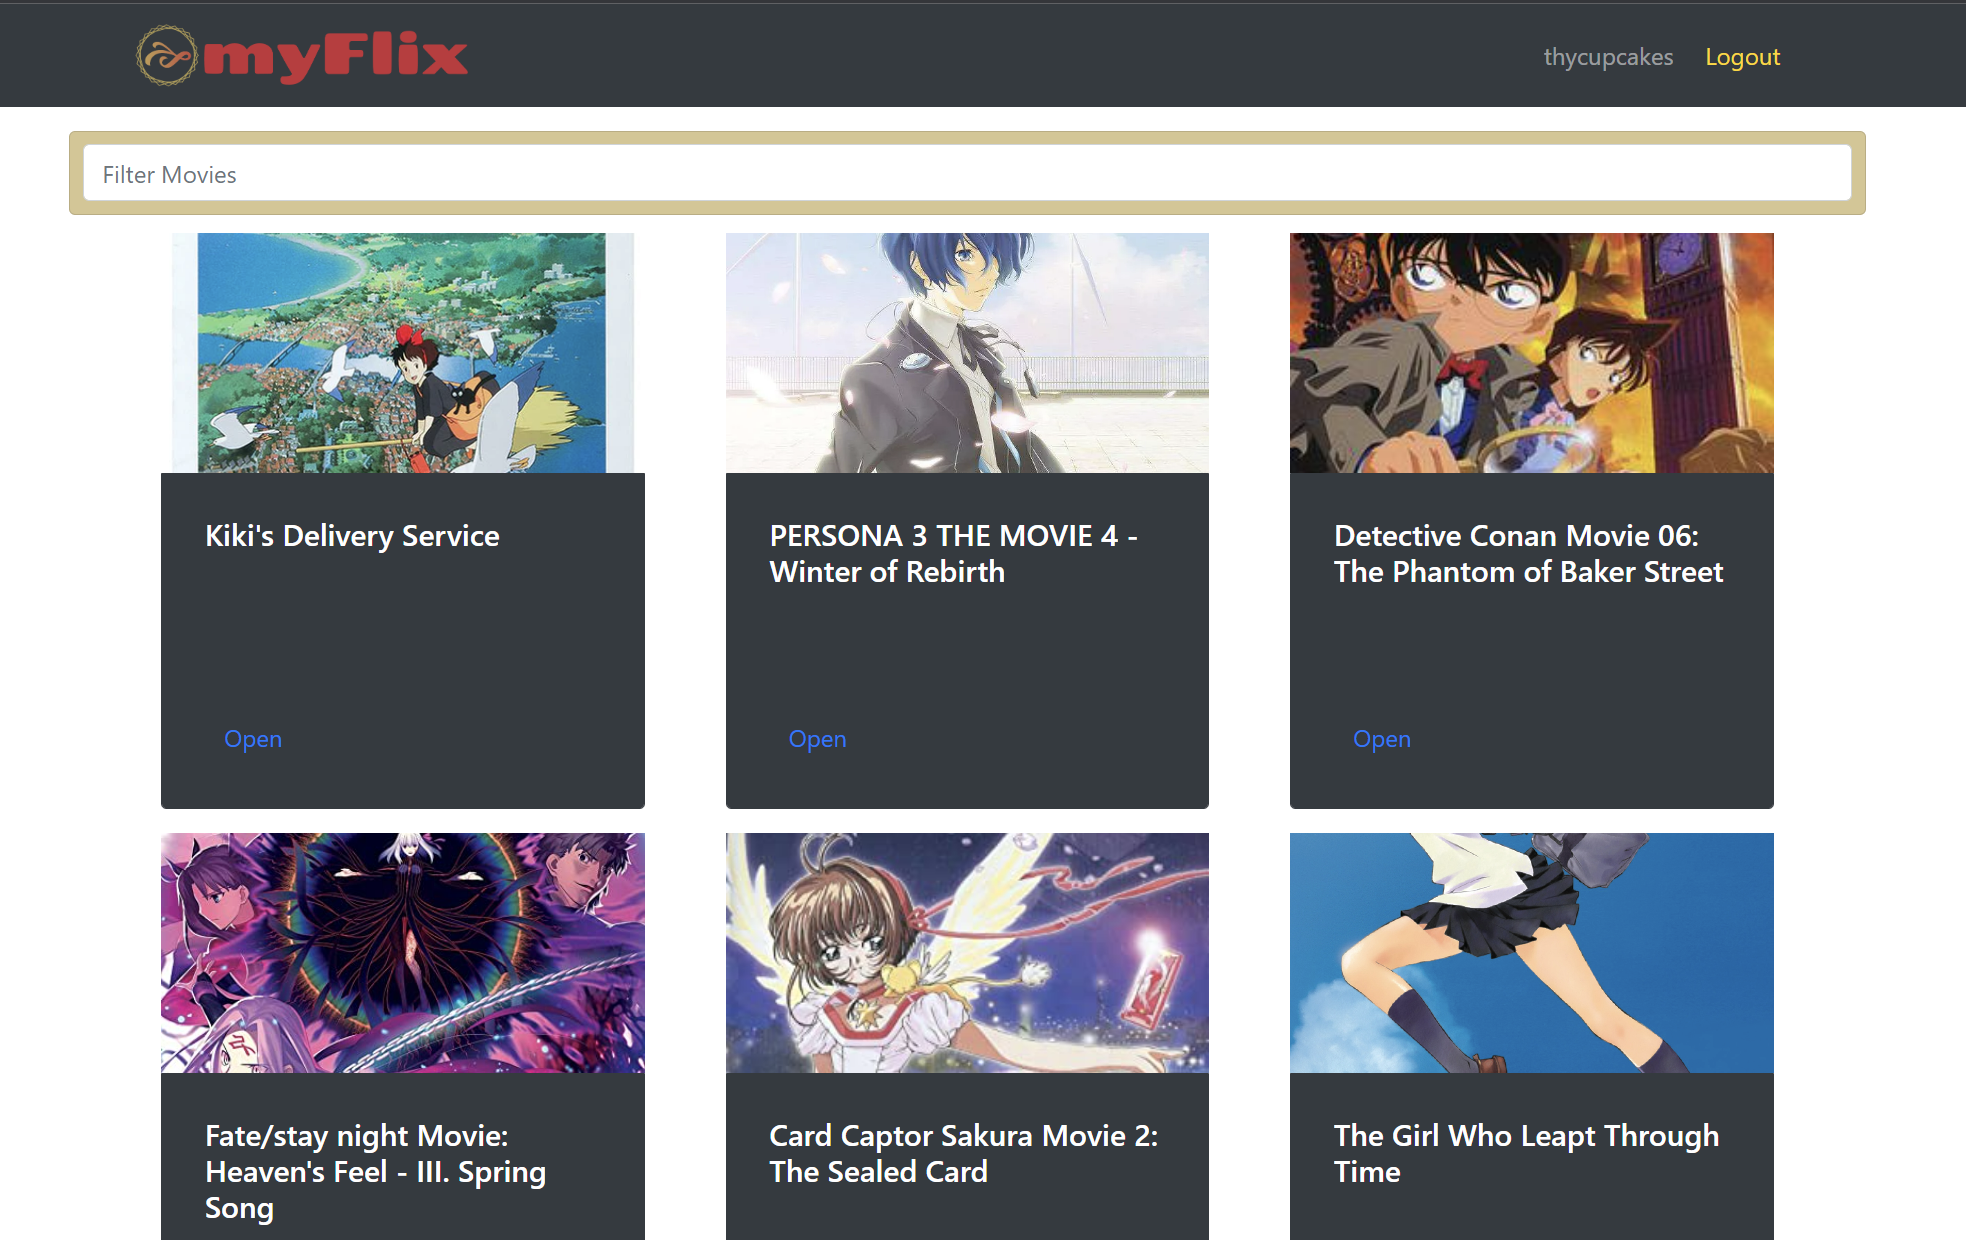 myFlix
thycupcakes Logout
Filter Movies
Kiki's Delivery Service
Open
PERSONA 3 THE MOVIE 4 -
Winter of Rebirth
Open
Detective Conan Movie 06:
The Phantom of Baker Street
Open
Fate/stay night Movie:
Heaven's Feel - III. Spring
Song
Card Captor Sakura Movie 2:
The Sealed Card
The Girl Who Leapt Through
Time